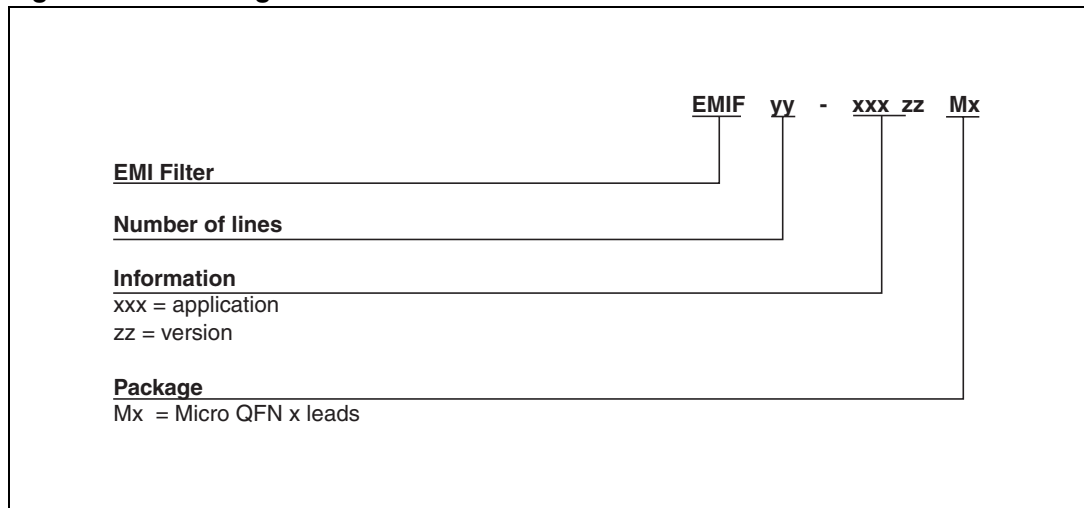 EMIF yy - xxx zz Mx
EMI Filter
Number of lines
Information
xxx = application
zz = version
Package
Mx = Micro QFN x leads